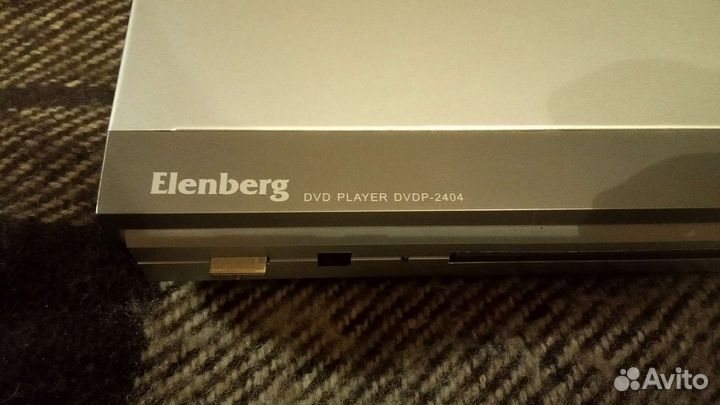 Elenberg DVD PLAYER DVDP-2404
Avito